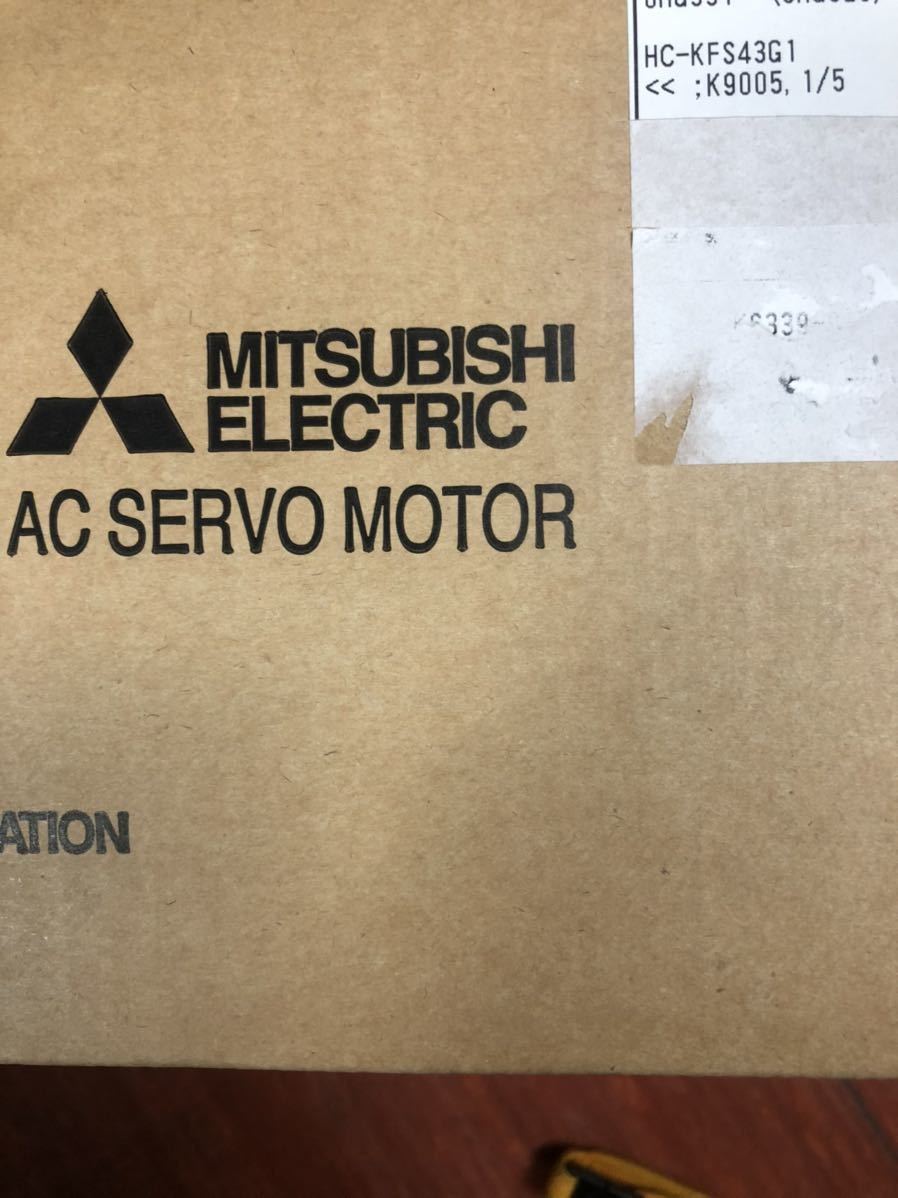 HC-KFS43G1
<< ;K9005, 1/5
MITSUBISHI
ELECTRIC
AC SERVO MOTOR
ATION